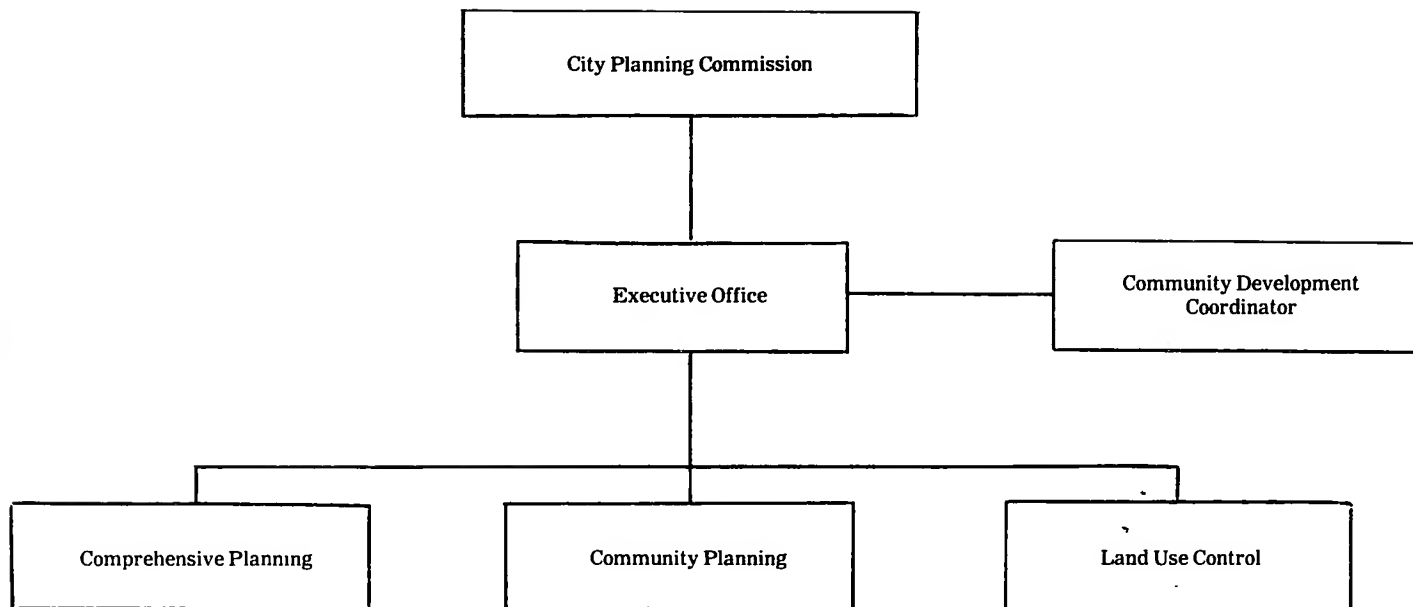 City Planning Commission
Executive Office
Community Development
Coordinator
Comprehensive Planning
Community Planning
Land Use Control